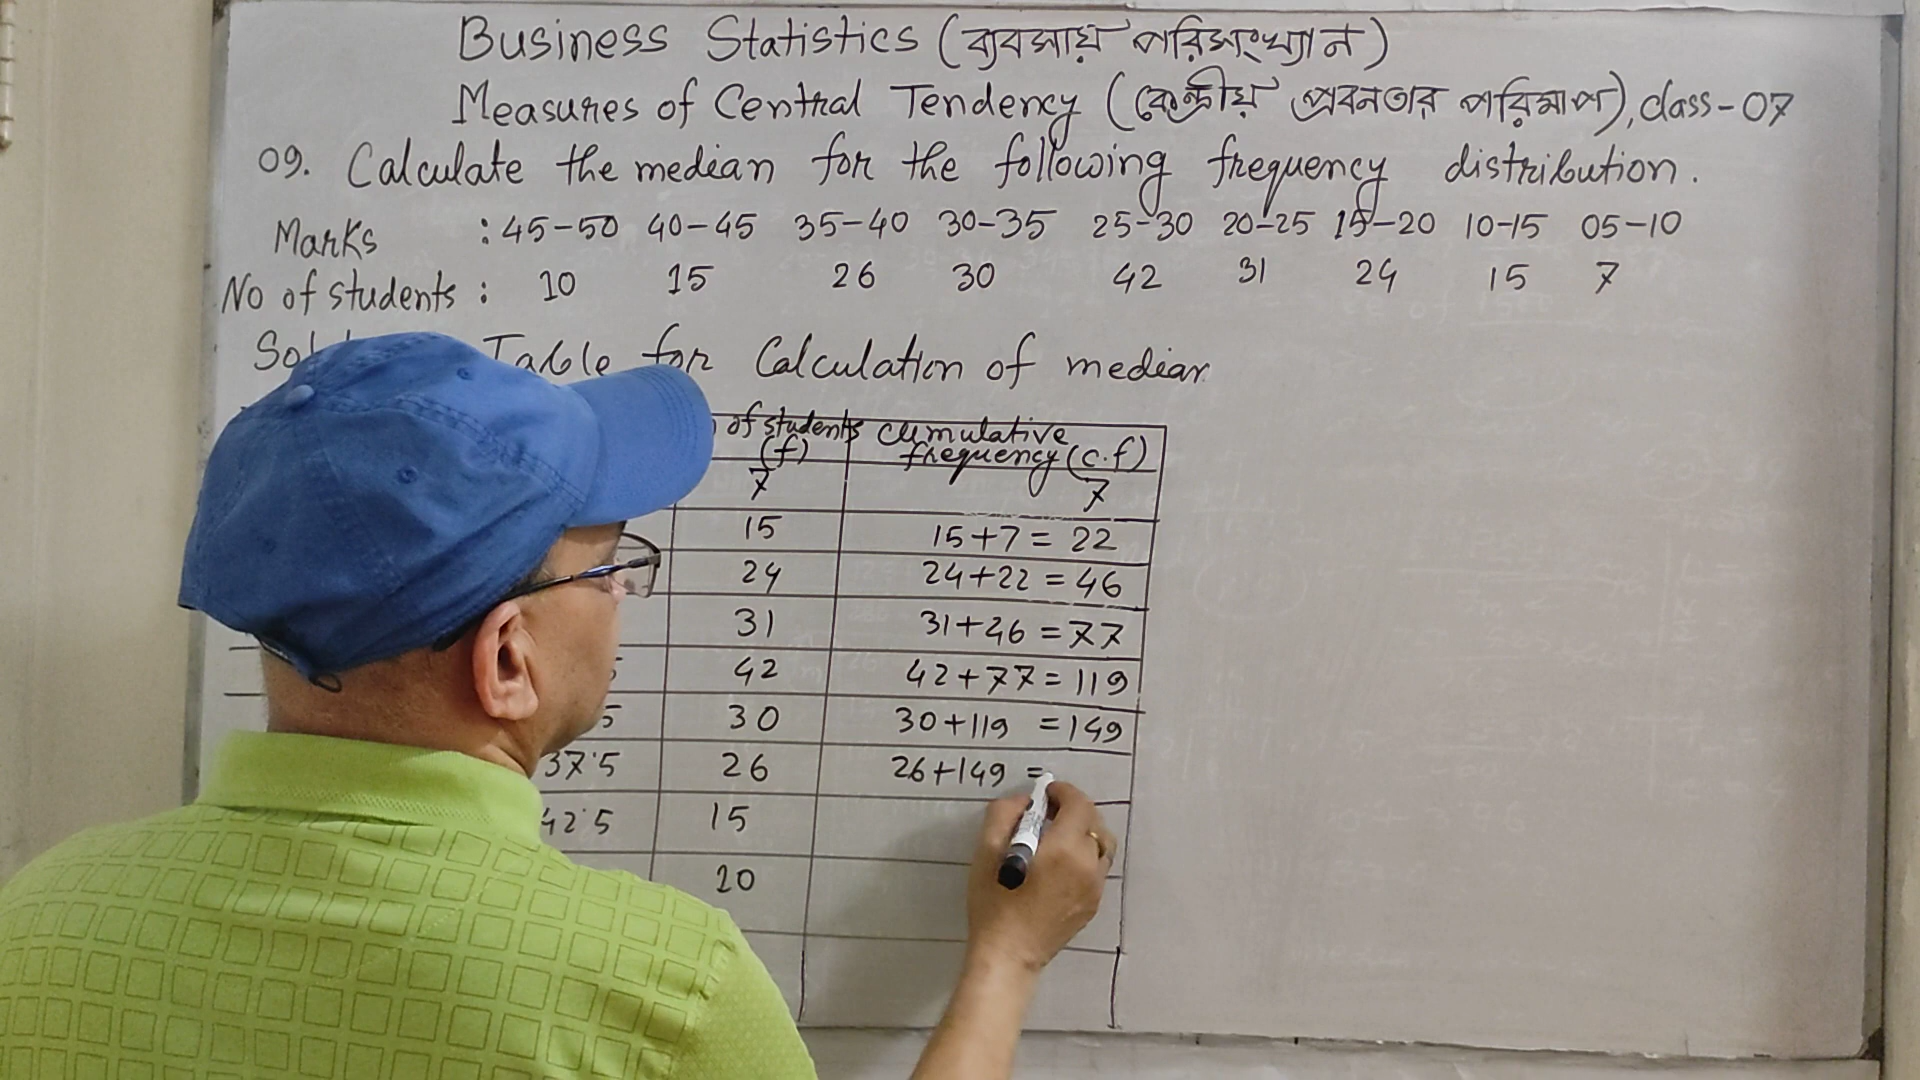 Business Statistics (ব্যবসায় পরিসংখ্যান)
Measures of Central Tendency (কেন্দ্রীয় প্রবনতার পরিমাপ), class-07
09. Calculate the median for the following frequency distribution.
Marks : 45-50 40-45 35-40 30-35 25-30 20-25 15-20 10-15 05-10
No of students : 10 15 26 30 42 31 24 15 7
Table for Calculation of median
of students (f) cumulative frequency (c.f)
7 7
15 15+7 = 22
24 24+22 = 46
31 31+46 = 77
42 42+77 = 119
30 30+119 = 149
37.5 26 26+149 =
42.5 15
10